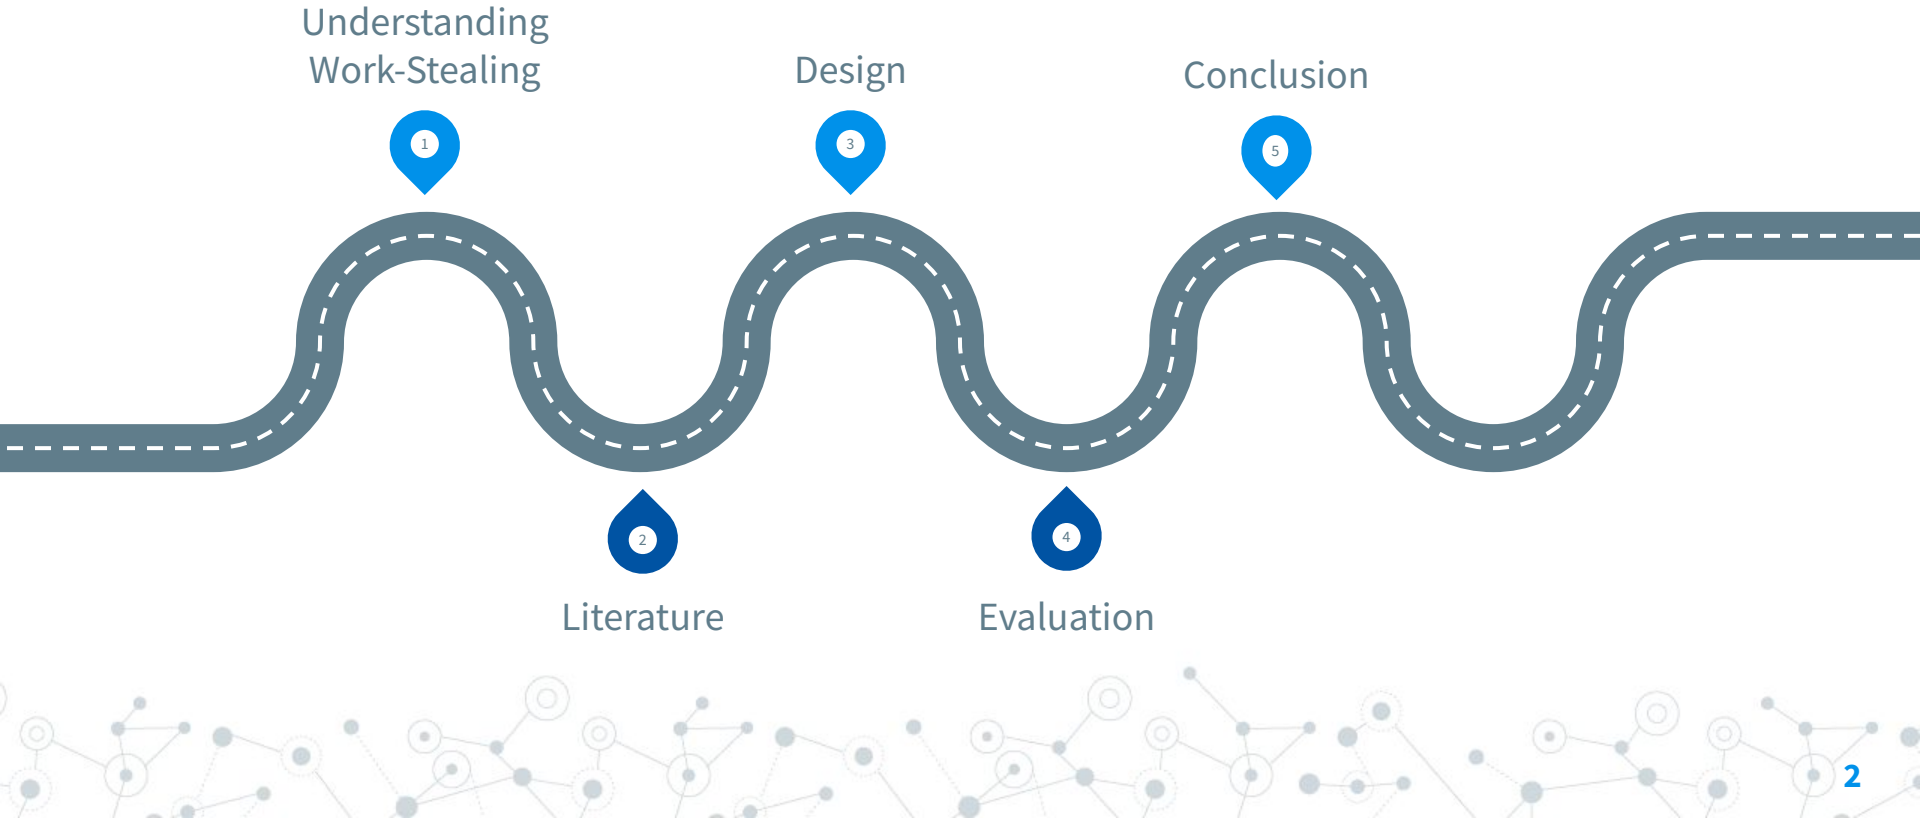 Understanding
Work-Stealing
1
2
Literature
Design
3
4
Evaluation
Conclusion
5
2